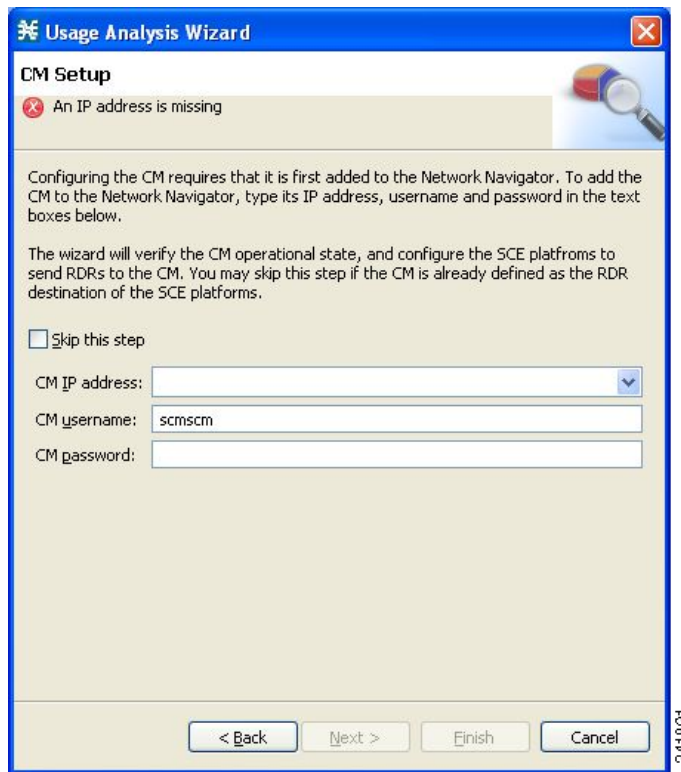 Usage Analysis Wizard
CM Setup
An IP address is missing
Configuring the CM requires that it is first added to the Network Navigator. To add the
CM to the Network Navigator, type its IP address, username and password in the text
boxes below.
The wizard will verify the CM operational state, and configure the SCE platfroms to
send RDRs to the CM. You may skip this step if the CM is already defined as the RDR
destination of the SCE platforms.
Skip this step
CM IP address:
CM username: scmscm
CM password:
< Back Next > Finish Cancel